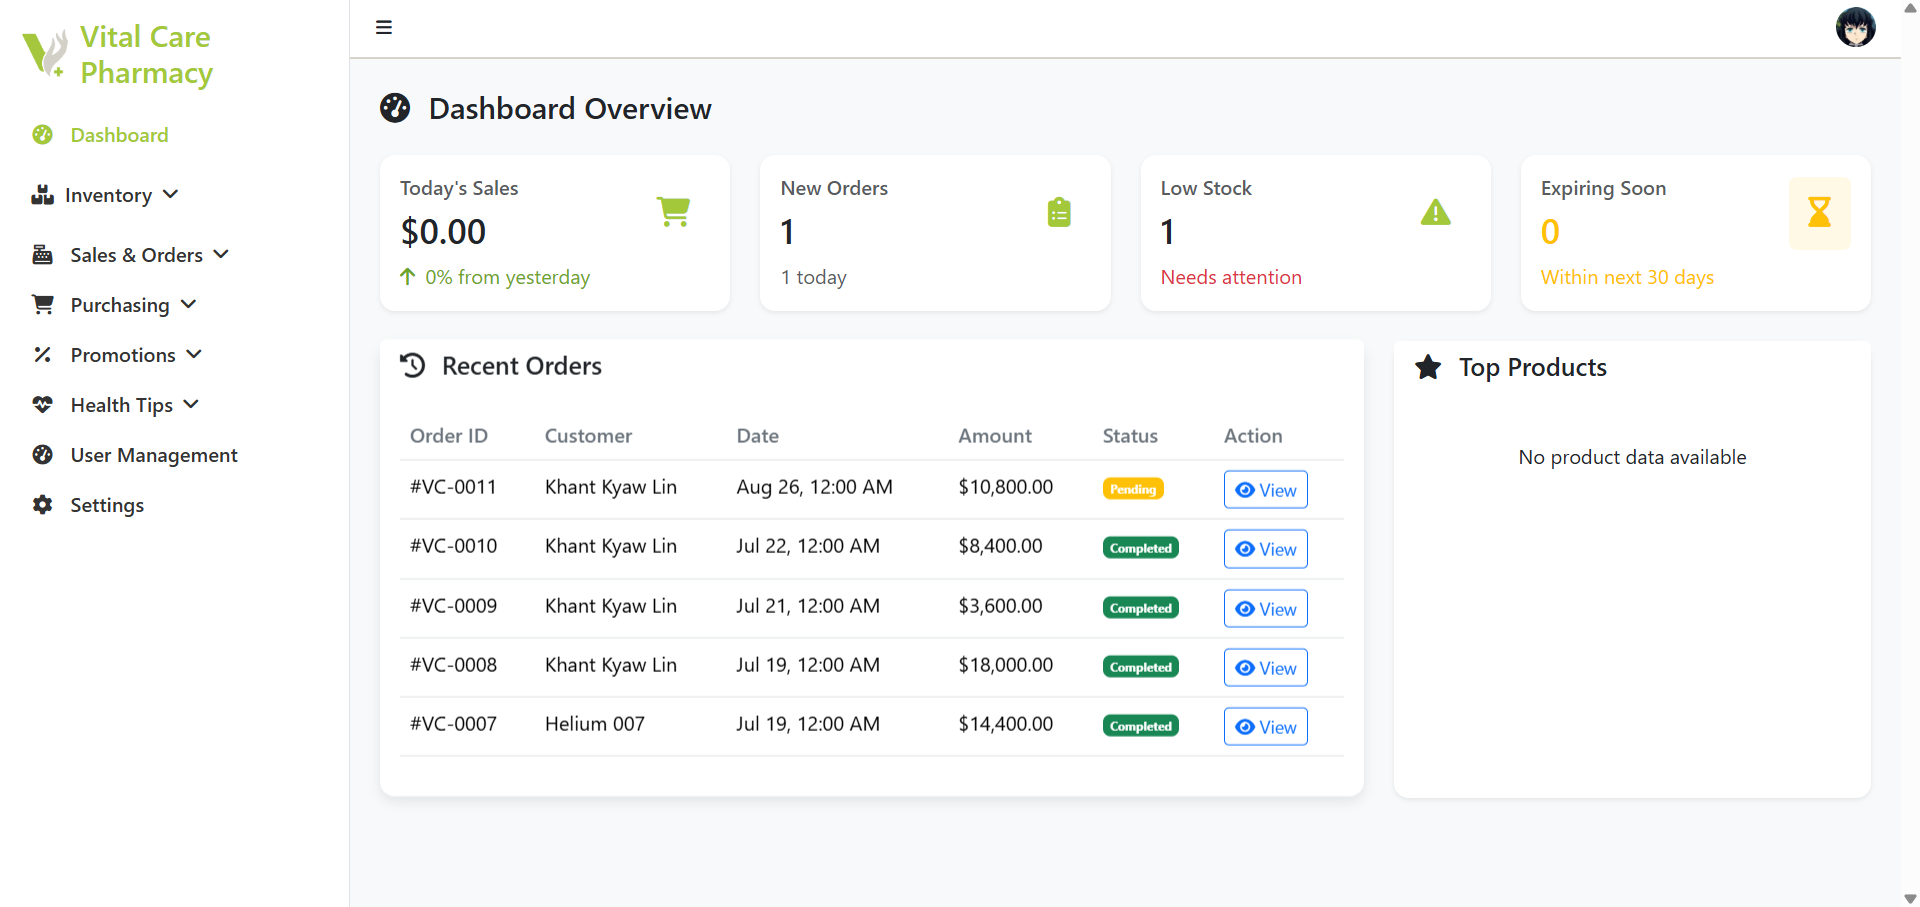 Vital Care
Pharmacy
Dashboard
Inventory
Sales & Orders
Purchasing
Promotions
Health Tips
User Management
Settings
Dashboard Overview
Today's Sales
$0.00
0% from yesterday
New Orders
1
1 today
Low Stock
1
Needs attention
Expiring Soon
0
Within next 30 days
Recent Orders
Order ID Customer Date Amount Status Action
#VC-0011 Khant Kyaw Lin Aug 26, 12:00 AM $10,800.00 Pending View
#VC-0010 Khant Kyaw Lin Jul 22, 12:00 AM $8,400.00 Completed View
#VC-0009 Khant Kyaw Lin Jul 21, 12:00 AM $3,600.00 Completed View
#VC-0008 Khant Kyaw Lin Jul 19, 12:00 AM $18,000.00 Completed View
#VC-0007 Helium 007 Jul 19, 12:00 AM $14,400.00 Completed View
Top Products
No product data available